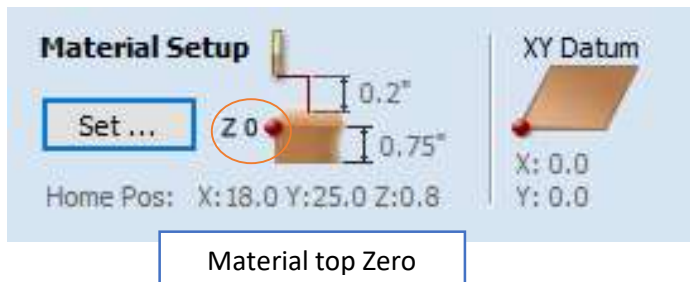 Material Setup
XY Datum
0.2"
Set ...
Z 0
0.75"
X: 0.0
Y: 0.0
Home Pos: X:18.0 Y:25.0 Z:0.8
Material top Zero